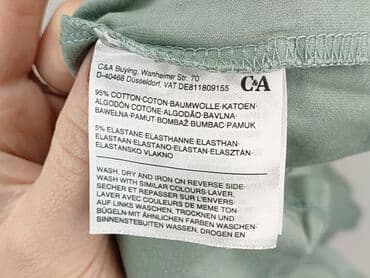 C&A Buying, Wanheimer Str. 70
D-40468 Düsseldorf. VAT DE811809155
C&A
95% COTTON·COTON·BAUMWOLLE·KATOEN·
ALGODÓN·COTONE·ALGODÃO·BAVLNA·
BAWEŁNA·PAMUT·BOMBAŽ·BUMBAC·PAMUK
5% ELASTANE·ELASTHANNE·ELASTHAN·
ELASTAAN·ELASTANO·ELASTAN·ELASZTÁN·
ELASTANSKO VLAKNO
WASH, DRY AND IRON ON REVERSE SIDE·
WASH WITH SIMILAR COLOURS·LAVER,
SECHER ET REPASSER SUR L'ENVERS·
LAVER AVEC COULEURS DE MEME TON·
AUF LINKS WASCHEN, TROCKNEN UND
BÜGELN·MIT ÄHNLICHEN FARBEN WASCHEN·
BINNENSTEBUITEN WASSEN, DROGEN EN